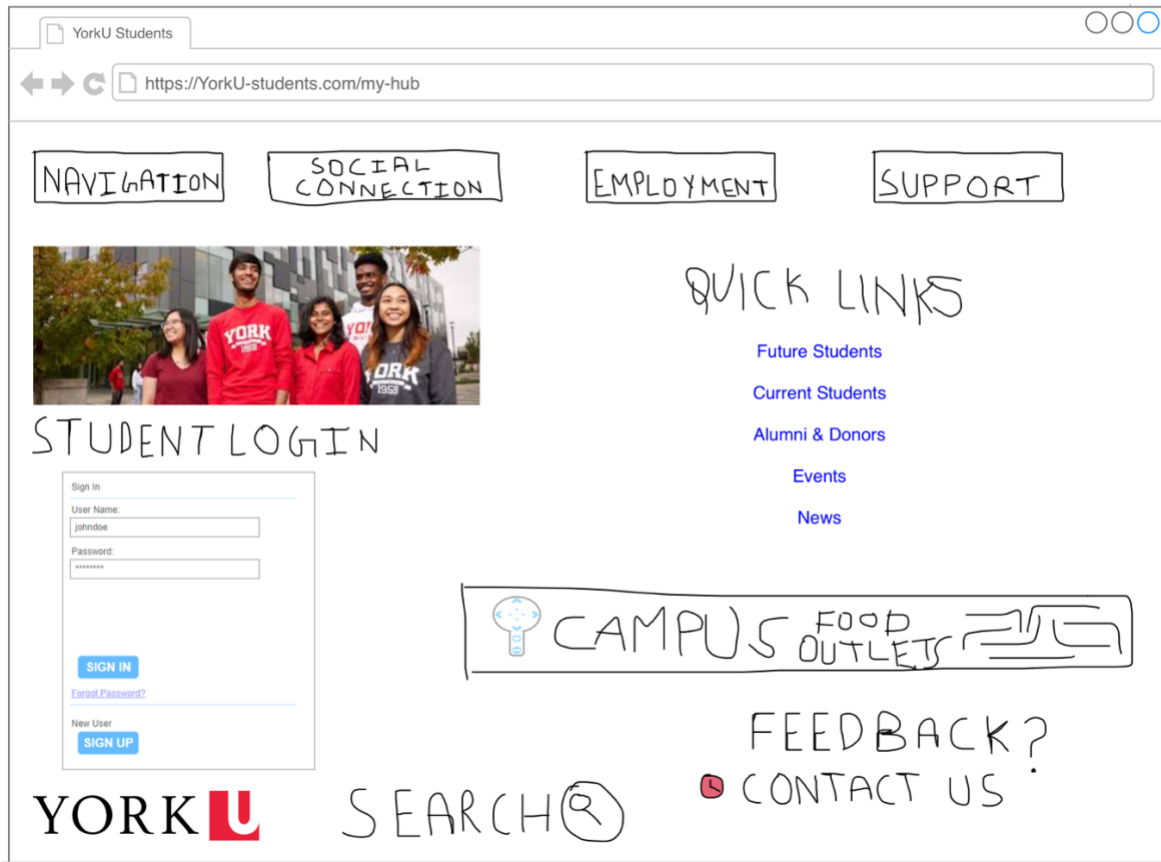 YorkU Students
https://YorkU-students.com/my-hub
NAVIGATION
SOCIAL
CONNECTION
EMPLOYMENT
SUPPORT
YORK
1959
YORK
1959
QUICK LINKS
Future Students
Current Students
Alumni & Donors
Events
News
STUDENT LOGIN
Sign In
User Name:
johndoe
Password:
********
SIGN IN
Forgot Password?
New User
SIGN UP
CAMPUS FOOD
OUTLETS
FEEDBACK?
CONTACT US
YORK U
SEARCH